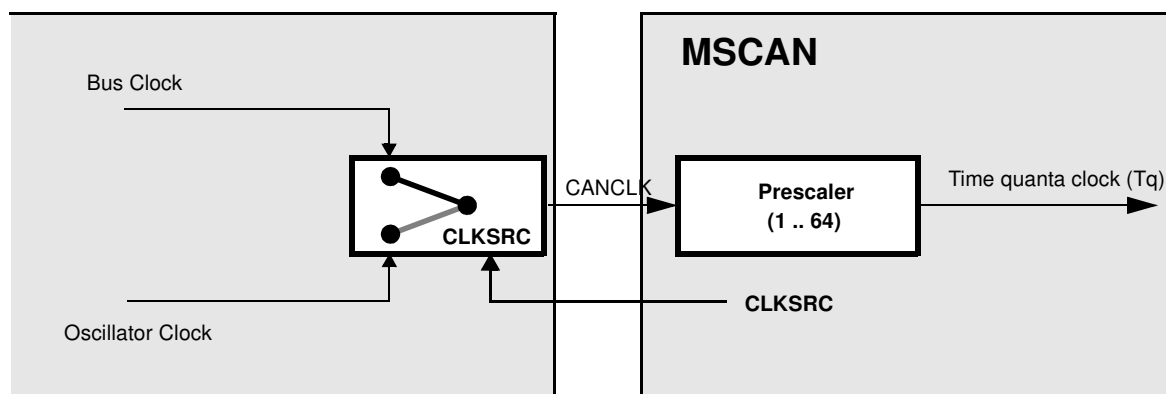 MSCAN
Bus Clock
CANCLK
Prescaler
(1 .. 64)
Time quanta clock (Tq)
CLKSRC
CLKSRC
Oscillator Clock